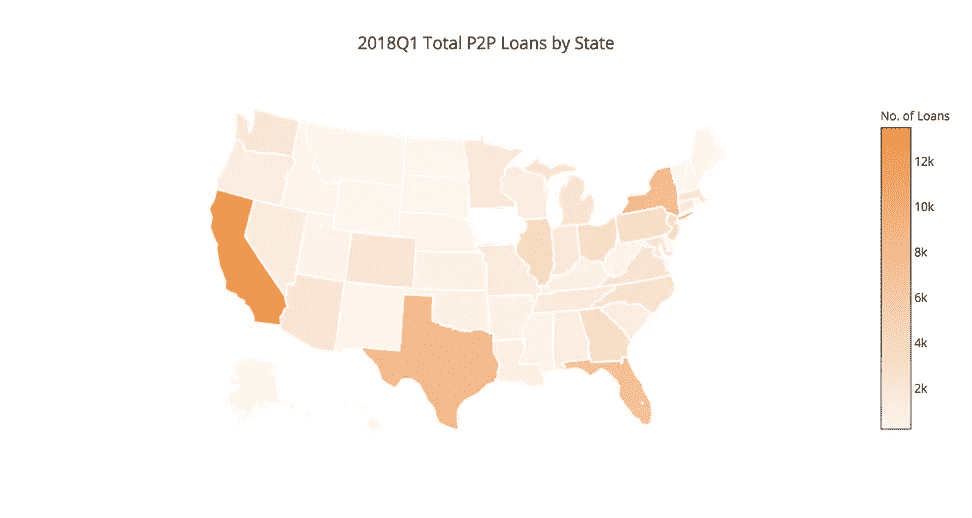 2018Q1 Total P2P Loans by State
No. of Loans
12k
10k
8k
6k
4k
2k